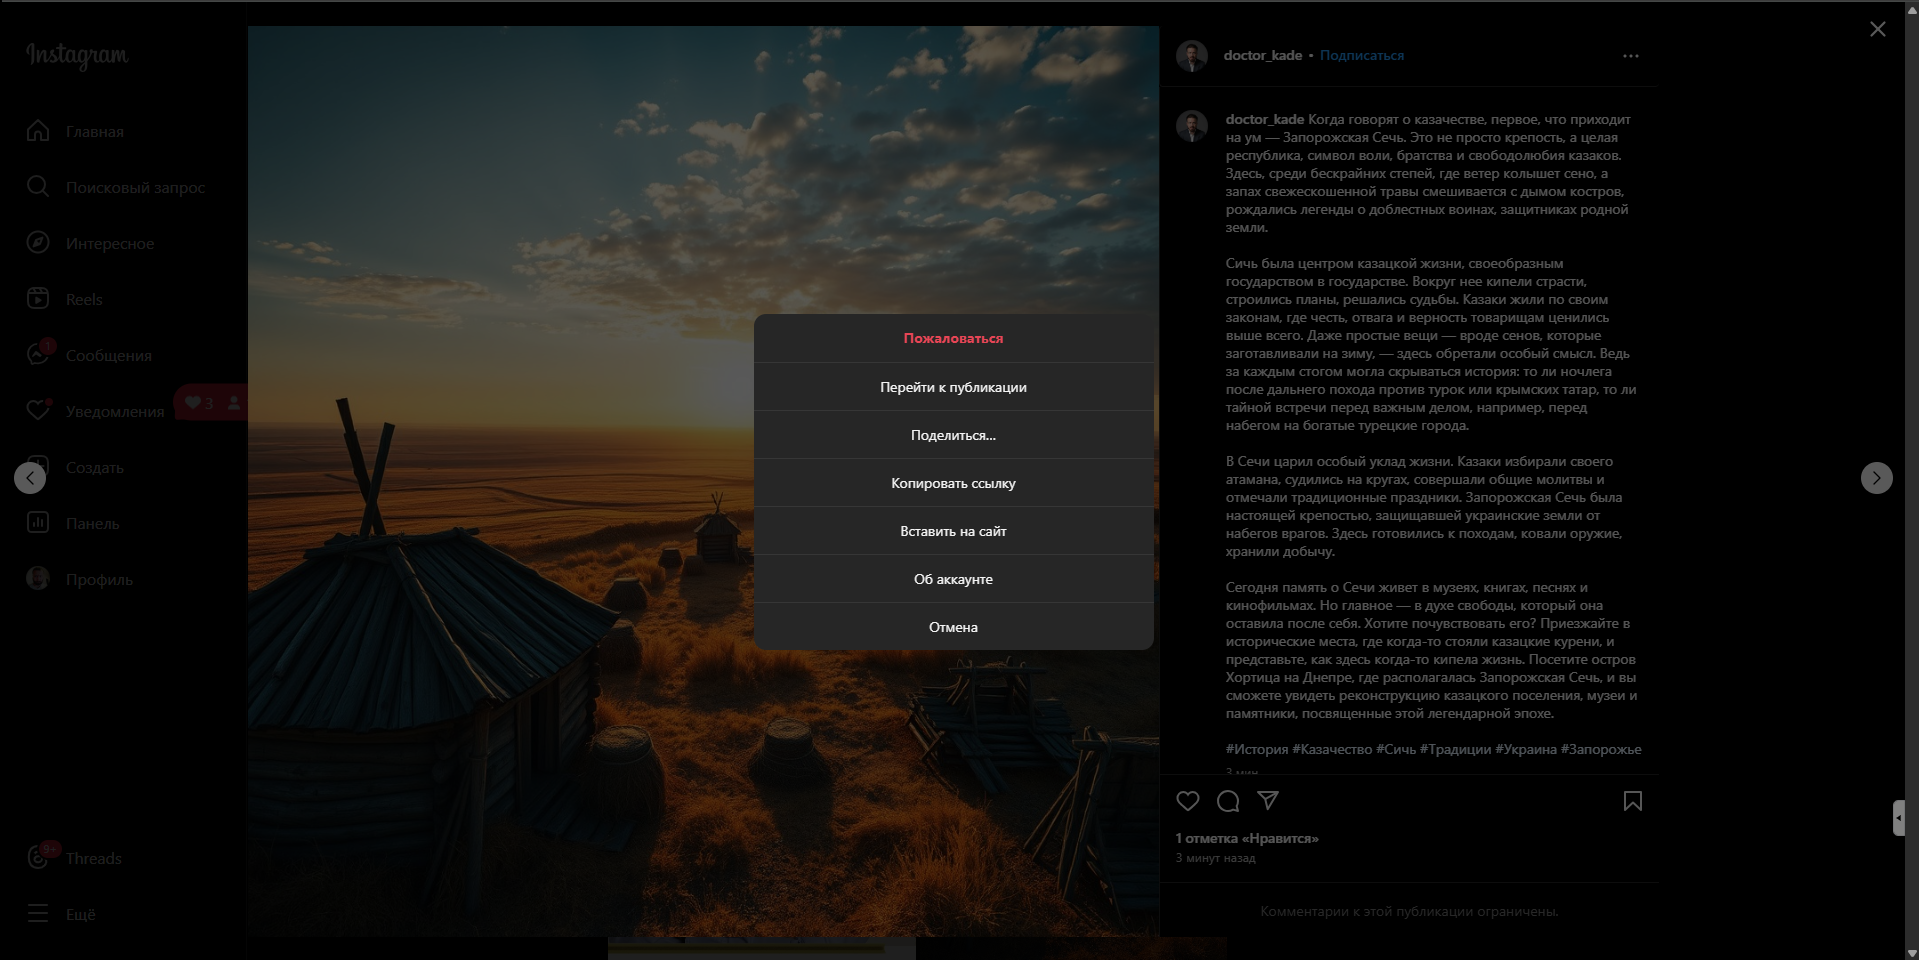 Instagram
Главная
Поисковый запрос
Интересное
Reels
1
Сообщения
Уведомления
3
Создать
Панель
Профиль
9+
Threads
Ещё
Пожаловаться
Перейти к публикации
Поделиться...
Копировать ссылку
Вставить на сайт
Об аккаунте
Отмена
doctor_kade • Подписаться
doctor_kade Когда говорят о казачестве, первое, что приходит
на ум — Запорожская Сечь. Это не просто крепость, а целая
республика, символ воли, братства и свободолюбия казаков.
Здесь, среди бескрайних степей, где ветер колышет сено, а
запах свежескошенной травы смешивается с дымом костров,
рождались легенды о доблестных воинах, защитниках родной
земли.
Сичь была центром казацкой жизни, своеобразным
государством в государстве. Вокруг нее кипели страсти,
строились планы, решались судьбы. Казаки жили по своим
законам, где честь, отвага и верность товарищам ценились
выше всего. Даже простые вещи — вроде сенов, которые
заготавливали на зиму, — здесь обретали особый смысл. Ведь
за каждым стогом могла скрываться история: то ли ночлега
после дальнего похода против турок или крымских татар, то ли
тайной встречи перед важным делом, например, перед
набегом на богатые турецкие города.
В Сечи царил особый уклад жизни. Казаки избирали своего
атамана, судились на кругах, совершали общие молитвы и
отмечали традиционные праздники. Запорожская Сечь была
настоящей крепостью, защищавшей украинские земли от
набегов врагов. Здесь готовились к походам, ковали оружие,
хранили добычу.
Сегодня память о Сечи живет в музеях, книгах, песнях и
кинофильмах. Но главное — в духе свободы, который она
оставила после себя. Хотите почувствовать его? Приезжайте в
исторические места, где когда-то стояли казацкие курени, и
представьте, как здесь когда-то кипела жизнь. Посетите остров
Хортица на Днепре, где располагалась Запорожская Сечь, и вы
сможете увидеть реконструкцию казацкого поселения, музеи и
памятники, посвященные этой легендарной эпохе.
#История #Казачество #Сичь #Традиции #Украина #Запорожье
3 мин.
1 отметка «Нравится»
3 минут назад
Комментарии к этой публикации ограничены.